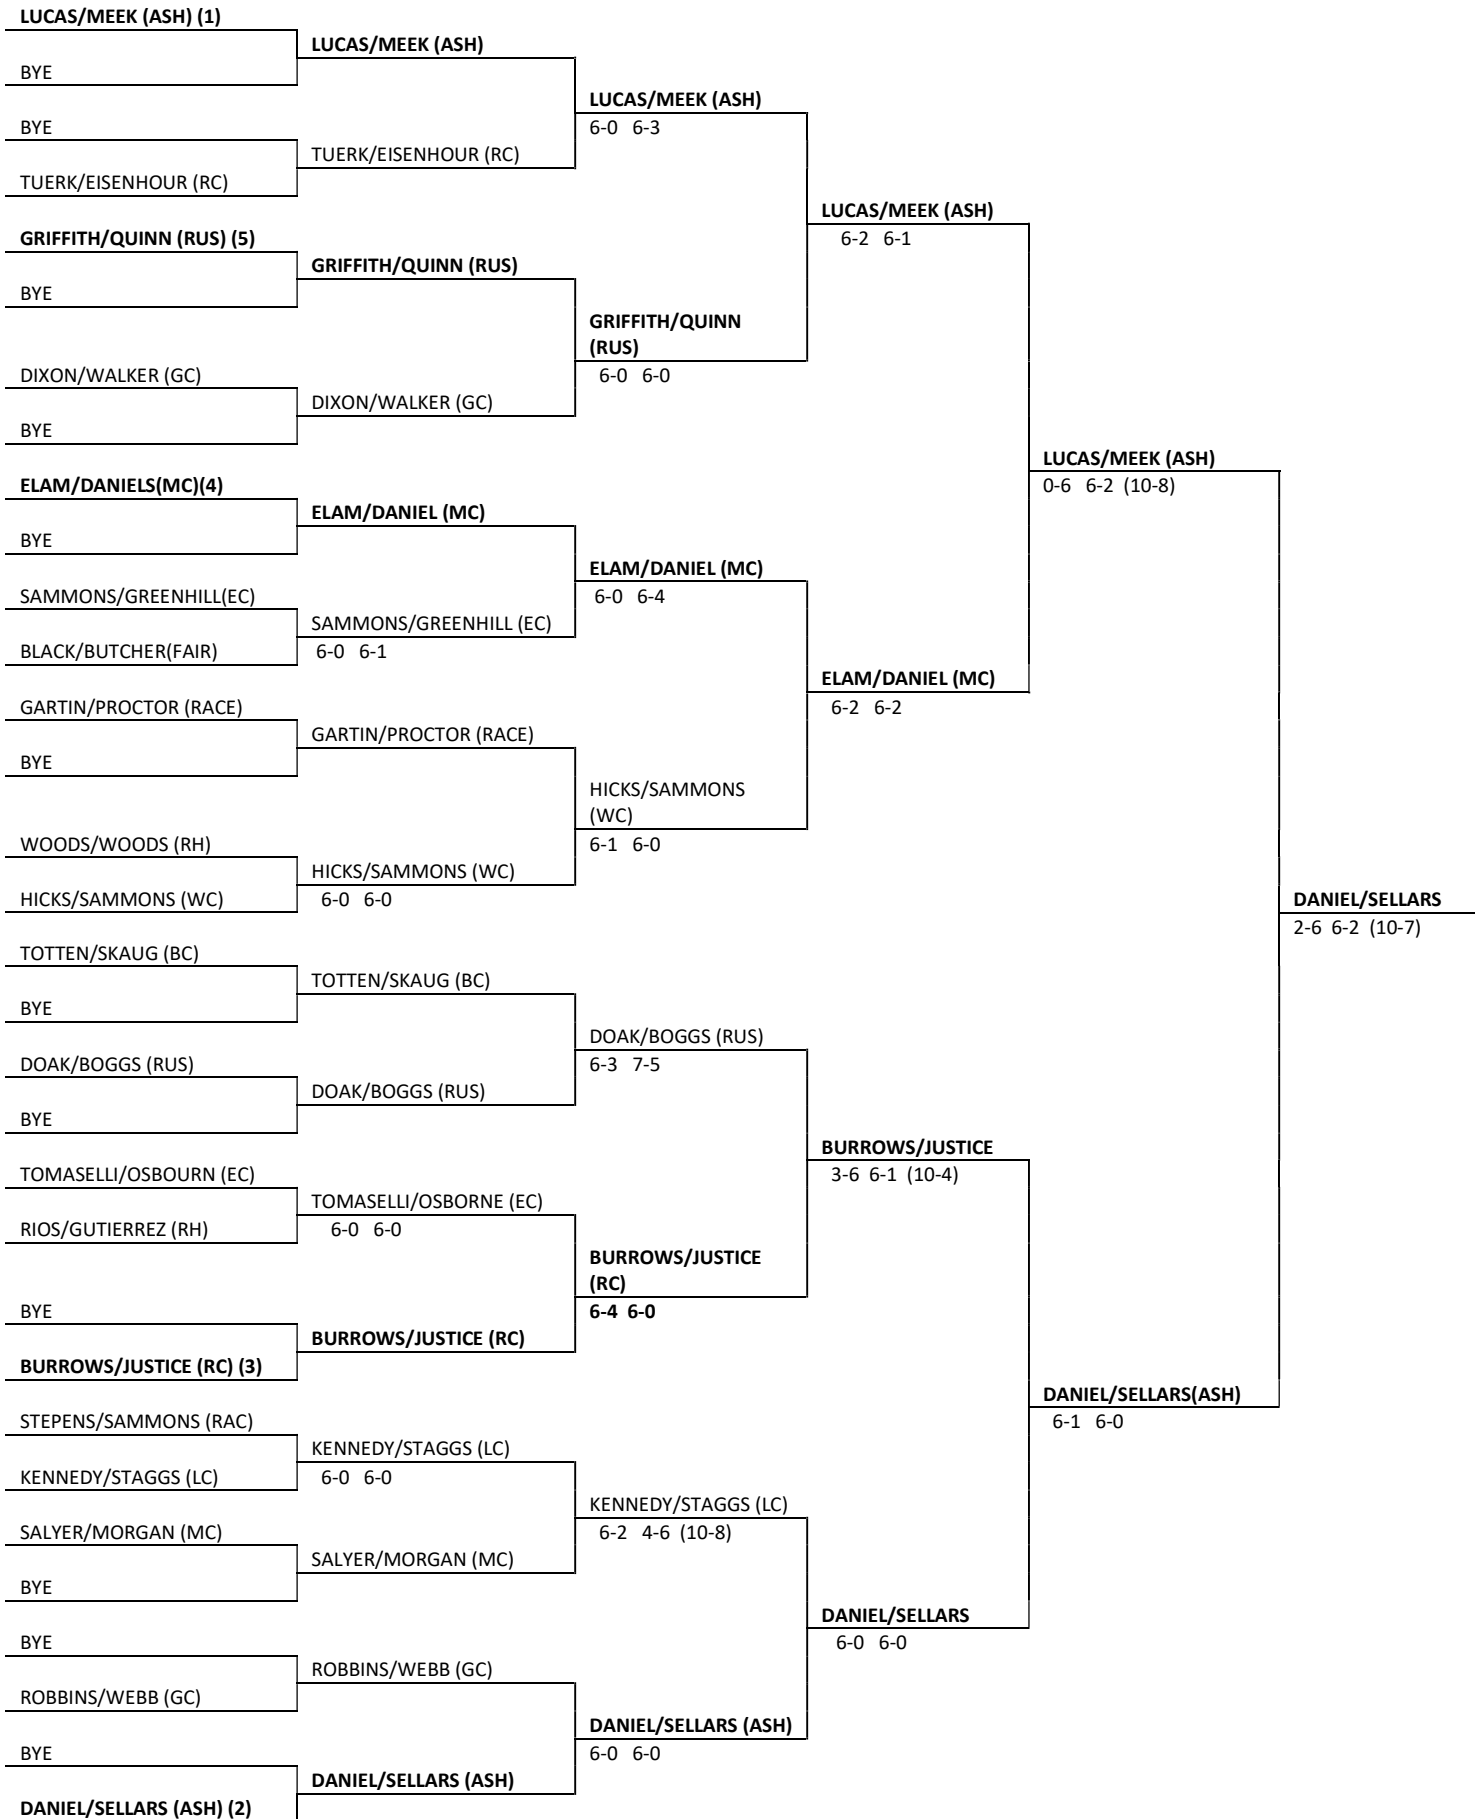 LUCAS/MEEK (ASH) (1)
LUCAS/MEEK (ASH)
BYE
LUCAS/MEEK (ASH)
BYE
6-0 6-3
TUERK/EISENHOUR (RC)
TUERK/EISENHOUR (RC)
LUCAS/MEEK (ASH)
GRIFFITH/QUINN (RUS) (5)
6-2 6-1
GRIFFITH/QUINN (RUS)
BYE
GRIFFITH/QUINN
(RUS)
DIXON/WALKER (GC)
6-0 6-0
DIXON/WALKER (GC)
BYE
LUCAS/MEEK (ASH)
ELAM/DANIELS(MC)(4)
0-6 6-2 (10-8)
ELAM/DANIEL (MC)
BYE
ELAM/DANIEL (MC)
SAMMONS/GREENHILL(EC)
6-0 6-4
SAMMONS/GREENHILL (EC)
BLACK/BUTCHER(FAIR)
6-0 6-1
ELAM/DANIEL (MC)
GARTIN/PROCTOR (RACE)
6-2 6-2
GARTIN/PROCTOR (RACE)
BYE
HICKS/SAMMONS
(WC)
WOODS/WOODS (RH)
6-1 6-0
HICKS/SAMMONS (WC)
HICKS/SAMMONS (WC)
6-0 6-0
DANIEL/SELLARS
2-6 6-2 (10-7)
TOTTEN/SKAUG (BC)
TOTTEN/SKAUG (BC)
BYE
DOAK/BOGGS (RUS)
DOAK/BOGGS (RUS)
6-3 7-5
DOAK/BOGGS (RUS)
BYE
BURROWS/JUSTICE
TOMASELLI/OSBOURN (EC)
3-6 6-1 (10-4)
TOMASELLI/OSBORNE (EC)
RIOS/GUTIERREZ (RH)
6-0 6-0
BURROWS/JUSTICE
(RC)
BYE
6-4 6-0
BURROWS/JUSTICE (RC)
BURROWS/JUSTICE (RC) (3)
DANIEL/SELLARS(ASH)
STEPENS/SAMMONS (RAC)
6-1 6-0
KENNEDY/STAGGS (LC)
KENNEDY/STAGGS (LC)
6-0 6-0
KENNEDY/STAGGS (LC)
SALYER/MORGAN (MC)
6-2 4-6 (10-8)
SALYER/MORGAN (MC)
BYE
DANIEL/SELLARS
BYE
6-0 6-0
ROBBINS/WEBB (GC)
ROBBINS/WEBB (GC)
DANIEL/SELLARS (ASH)
BYE
6-0 6-0
DANIEL/SELLARS (ASH)
DANIEL/SELLARS (ASH) (2)